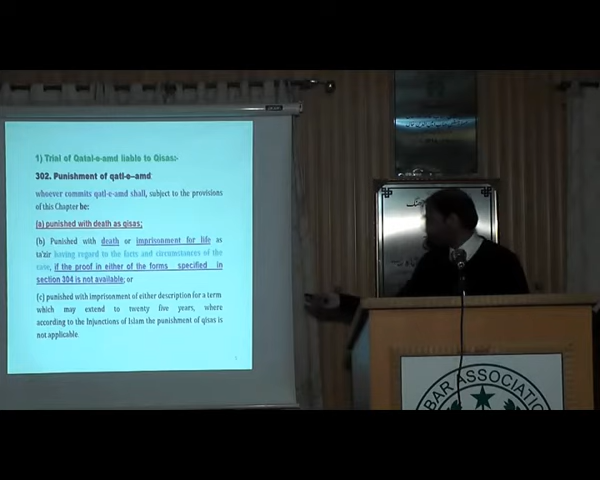 1) Trial of Qatal-e-amd liable to Qisas:-
302. Punishment of qatl-e-amd:
whoever commits qatl-e-amd shall, subject to the provisions
of this Chapter be:
(a) punished with death as qisas;
(b) Punished with death or imprisonment for life as
ta'zir having regard to the facts and circumstances of the
case, if the proof in either of the forms specified in
section 304 is not available; or
(c) punished with imprisonment of either description for a term
which may extend to twenty five years, where
according to the Injunctions of Islam the punishment of qisas is
not applicable.
BAR ASSOCIATION